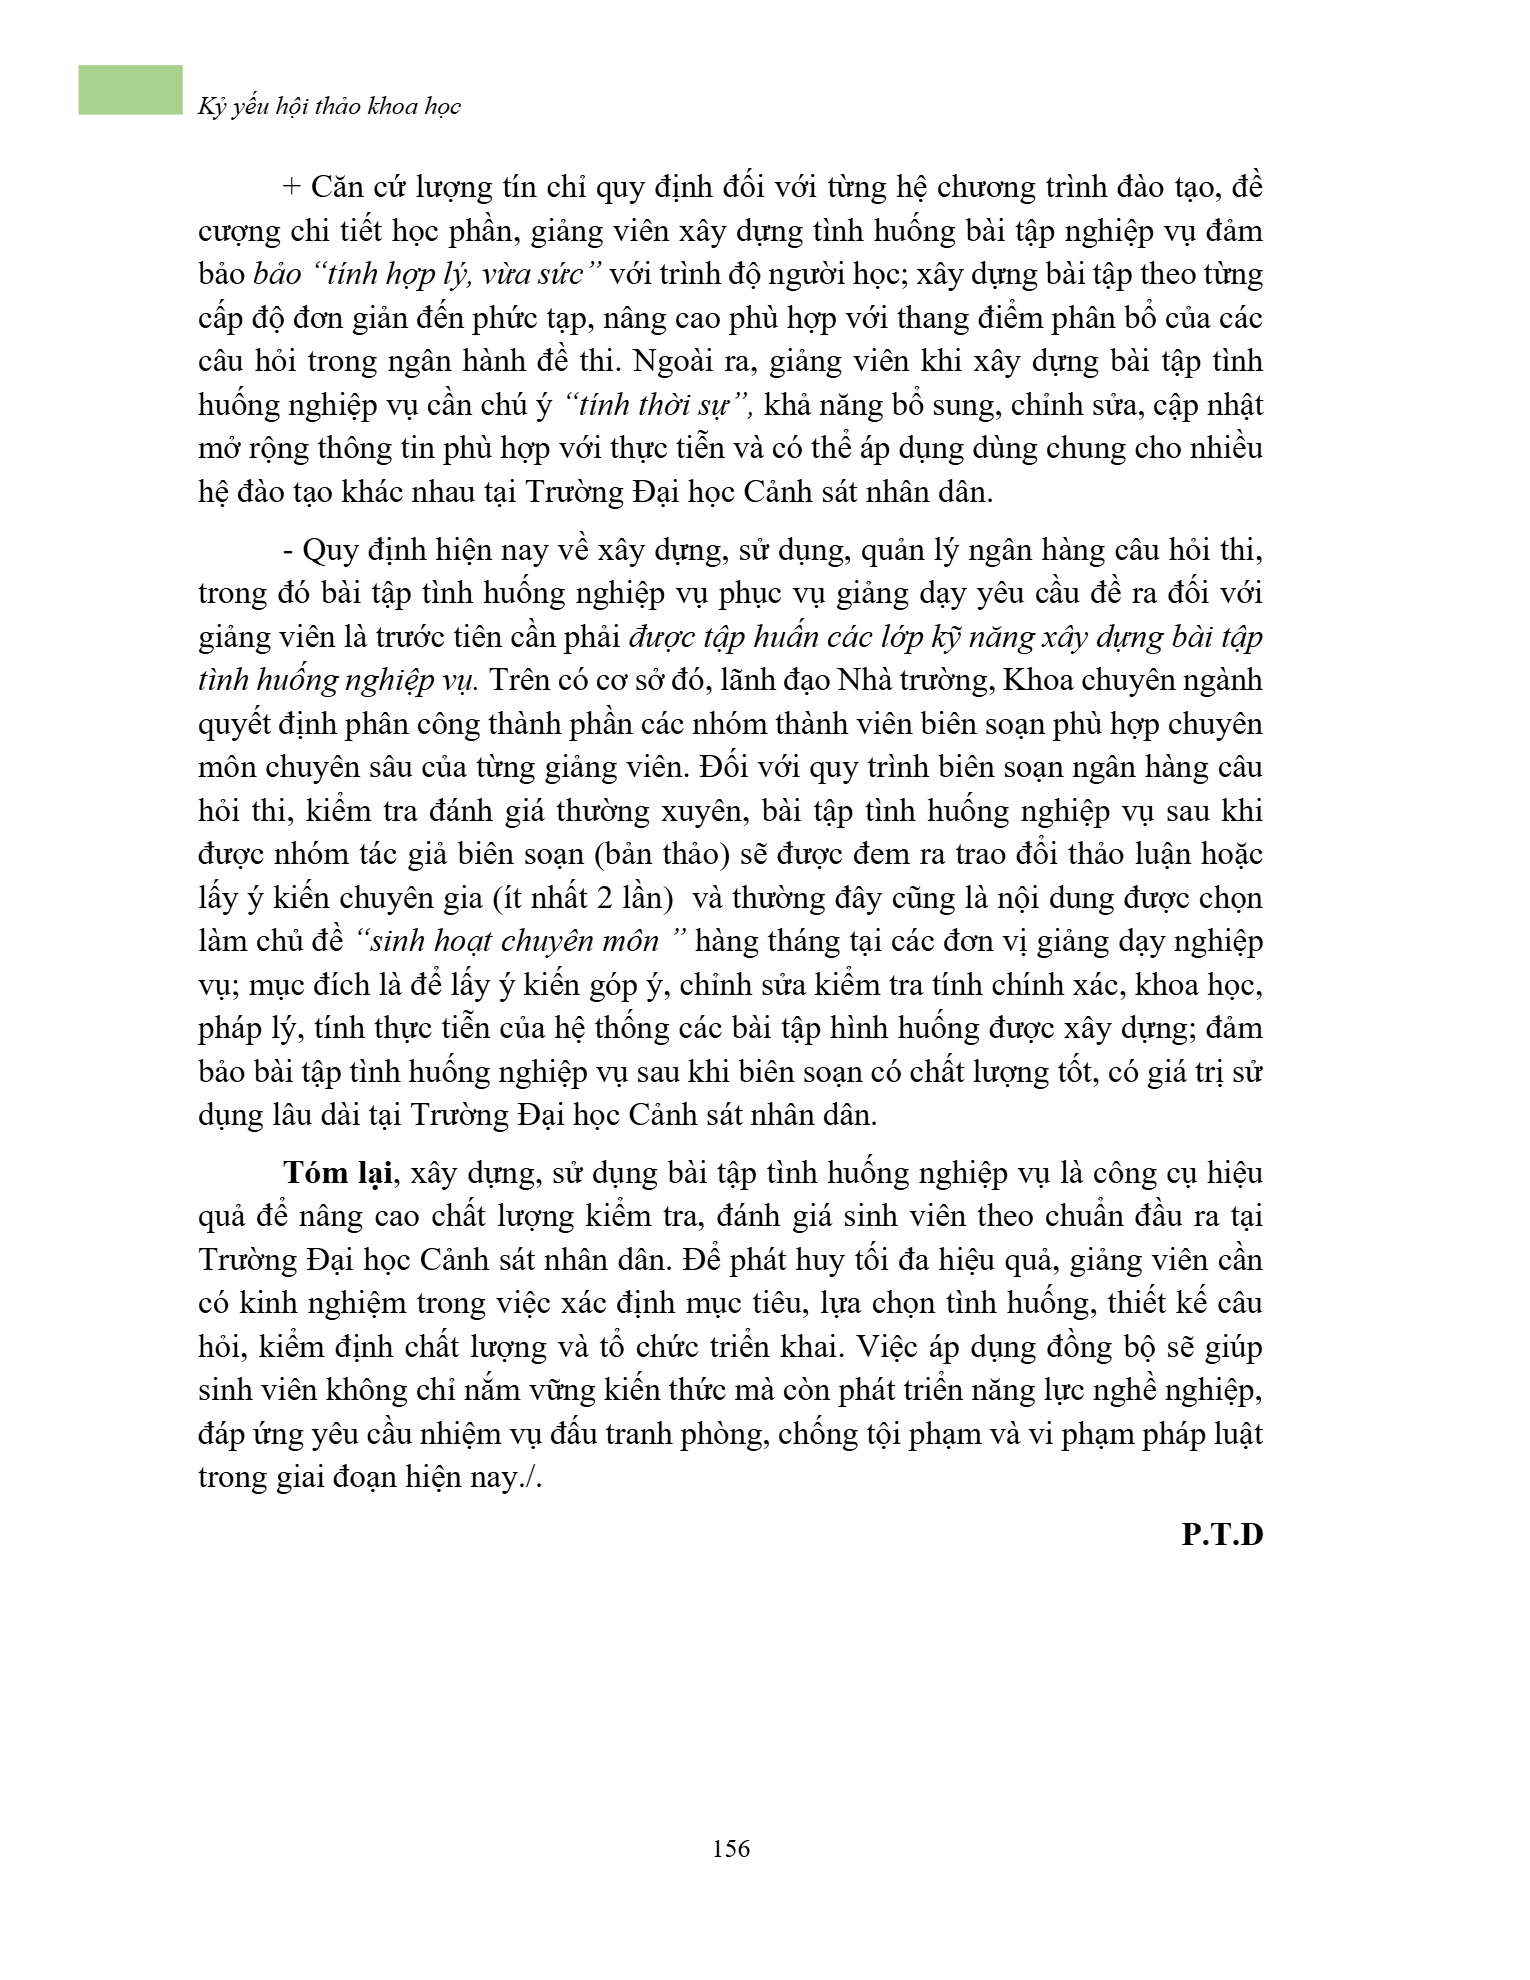 Kỷ yếu hội thảo khoa học
+ Căn cứ lượng tín chỉ quy định đối với từng hệ chương trình đào tạo, đề
cượng chi tiết học phần, giảng viên xây dựng tình huống bài tập nghiệp vụ đảm
bảo bảo “tính hợp lý, vừa sức” với trình độ người học; xây dựng bài tập theo từng
cấp độ đơn giản đến phức tạp, nâng cao phù hợp với thang điểm phân bổ của các
câu hỏi trong ngân hành đề thi. Ngoài ra, giảng viên khi xây dựng bài tập tình
huống nghiệp vụ cần chú ý “tính thời sự”, khả năng bổ sung, chỉnh sửa, cập nhật
mở rộng thông tin phù hợp với thực tiễn và có thể áp dụng dùng chung cho nhiều
hệ đào tạo khác nhau tại Trường Đại học Cảnh sát nhân dân.
- Quy định hiện nay về xây dựng, sử dụng, quản lý ngân hàng câu hỏi thi,
trong đó bài tập tình huống nghiệp vụ phục vụ giảng dạy yêu cầu đề ra đối với
giảng viên là trước tiên cần phải được tập huấn các lớp kỹ năng xây dựng bài tập
tình huống nghiệp vụ. Trên có cơ sở đó, lãnh đạo Nhà trường, Khoa chuyên ngành
quyết định phân công thành phần các nhóm thành viên biên soạn phù hợp chuyên
môn chuyên sâu của từng giảng viên. Đối với quy trình biên soạn ngân hàng câu
hỏi thi, kiểm tra đánh giá thường xuyên, bài tập tình huống nghiệp vụ sau khi
được nhóm tác giả biên soạn (bản thảo) sẽ được đem ra trao đổi thảo luận hoặc
lấy ý kiến chuyên gia (ít nhất 2 lần)  và thường đây cũng là nội dung được chọn
làm chủ đề “sinh hoạt chuyên môn ” hàng tháng tại các đơn vị giảng dạy nghiệp
vụ; mục đích là để lấy ý kiến góp ý, chỉnh sửa kiểm tra tính chính xác, khoa học,
pháp lý, tính thực tiễn của hệ thống các bài tập hình huống được xây dựng; đảm
bảo bài tập tình huống nghiệp vụ sau khi biên soạn có chất lượng tốt, có giá trị sử
dụng lâu dài tại Trường Đại học Cảnh sát nhân dân.
Tóm lại, xây dựng, sử dụng bài tập tình huống nghiệp vụ là công cụ hiệu
quả để nâng cao chất lượng kiểm tra, đánh giá sinh viên theo chuẩn đầu ra tại
Trường Đại học Cảnh sát nhân dân. Để phát huy tối đa hiệu quả, giảng viên cần
có kinh nghiệm trong việc xác định mục tiêu, lựa chọn tình huống, thiết kế câu
hỏi, kiểm định chất lượng và tổ chức triển khai. Việc áp dụng đồng bộ sẽ giúp
sinh viên không chỉ nắm vững kiến thức mà còn phát triển năng lực nghề nghiệp,
đáp ứng yêu cầu nhiệm vụ đấu tranh phòng, chống tội phạm và vi phạm pháp luật
trong giai đoạn hiện nay./.
P.T.D
156